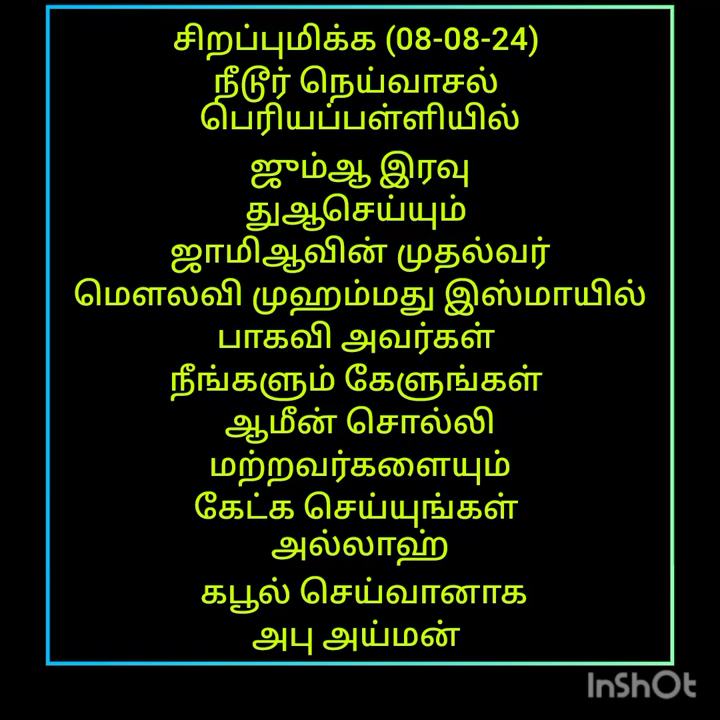 சிறப்புமிக்க (08-08-24)
நீடூர் நெய்வாசல்
பெரியப்பள்ளியில்
ஜும்ஆ இரவு
துஆசெய்யும்
ஜாமிஆவின் முதல்வர்
மௌலவி முஹம்மது இஸ்மாயில்
பாகவி அவர்கள்
நீங்களும் கேளுங்கள்
ஆமீன் சொல்லி
மற்றவர்களையும்
கேட்க செய்யுங்கள்
அல்லாஹ்
கபூல் செய்வானாக
அபு அய்மன்
InShOt